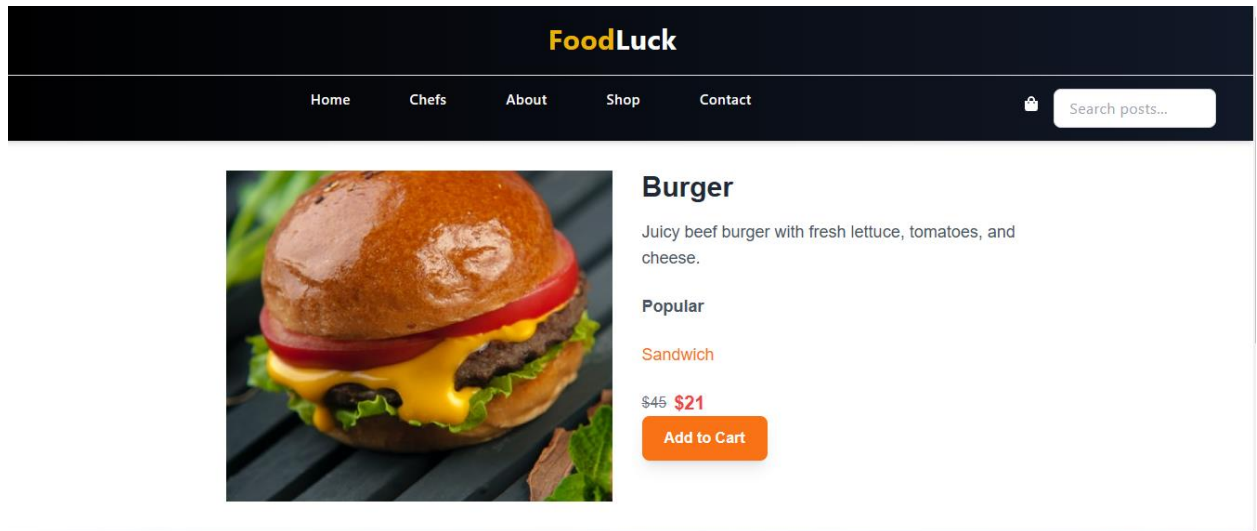 FoodLuck
Home Chefs About Shop Contact Search posts...
Burger
Juicy beef burger with fresh lettuce, tomatoes, and
cheese.
Popular
Sandwich
$45 $21
Add to Cart